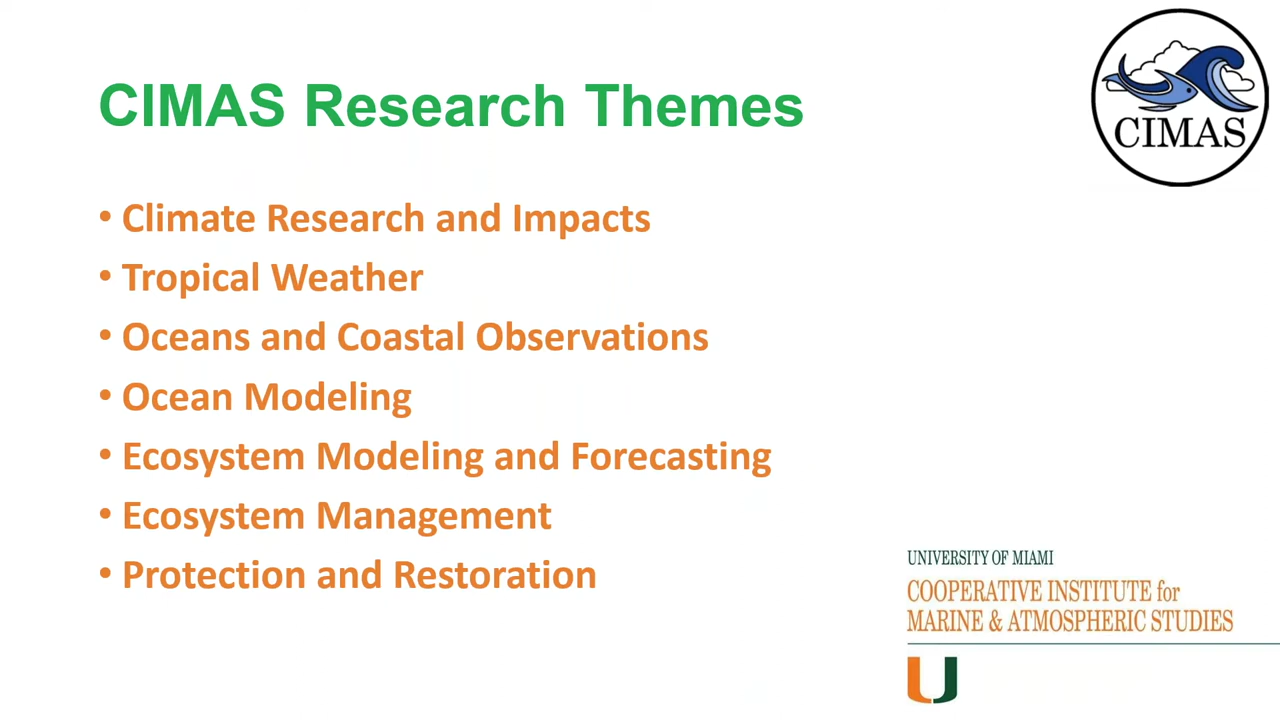 CIMAS Research Themes
CIMAS
• Climate Research and Impacts
• Tropical Weather
• Oceans and Coastal Observations
• Ocean Modeling
• Ecosystem Modeling and Forecasting
• Ecosystem Management
• Protection and Restoration
UNIVERSITY OF MIAMI
COOPERATIVE INSTITUTE for
MARINE & ATMOSPHERIC STUDIES
U